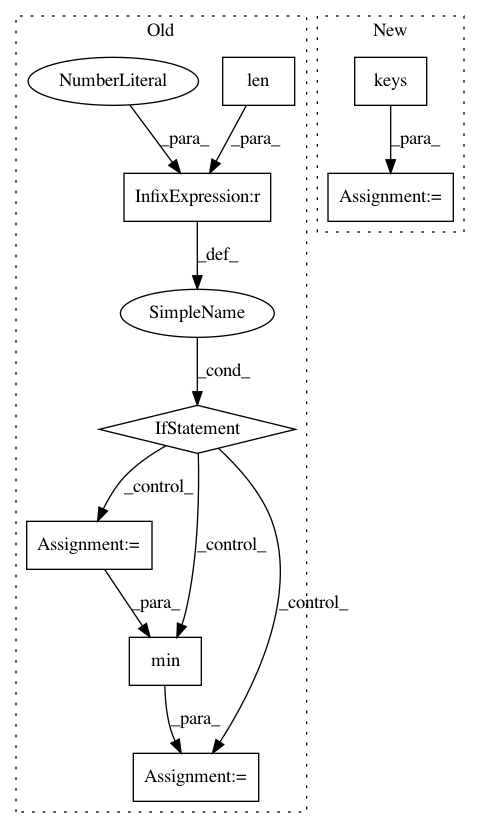 Old
New
NumberLiteral
len
keys
_para_
_para_
_para_
InfixExpression:r
Assignment:=
_def_
SimpleName
_cond_
IfStatement
_control_
_control_
_control_
Assignment:=
_para_
min
_para_
Assignment:=